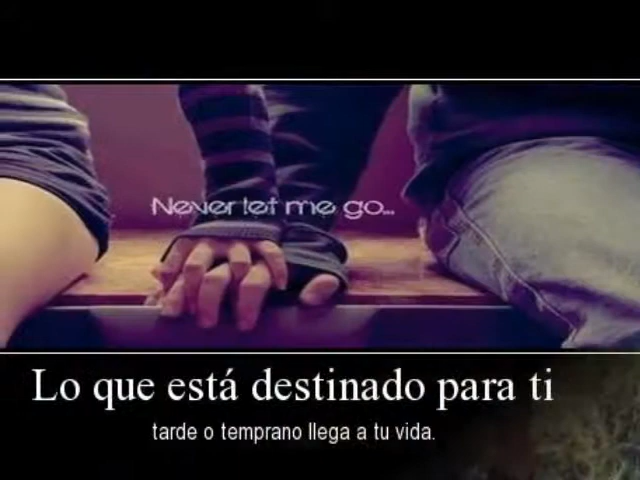 Never let me go...
Lo que está destinado para ti
tarde o temprano llega a tu vida.